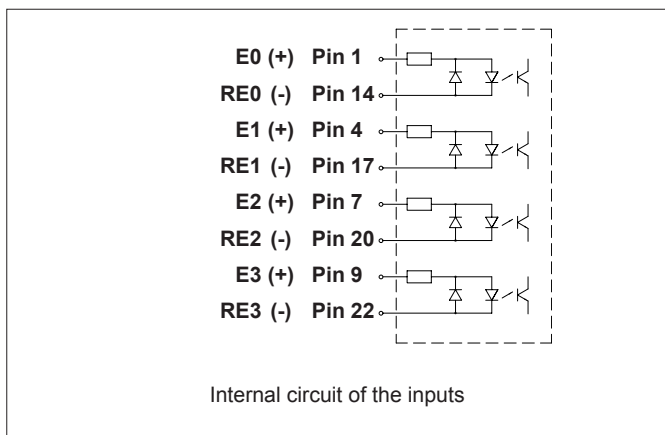 E0 (+) Pin 1
RE0 (-) Pin 14
E1 (+) Pin 4
RE1 (-) Pin 17
E2 (+) Pin 7
RE2 (-) Pin 20
E3 (+) Pin 9
RE3 (-) Pin 22
Internal circuit of the inputs